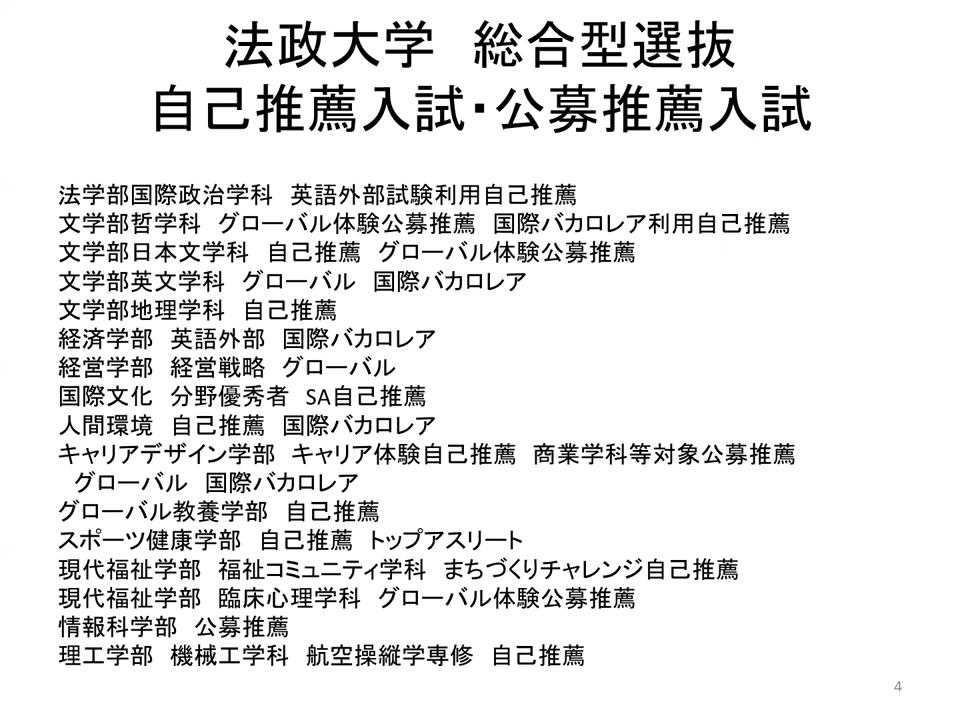 法政大学　総合型選抜
自己推薦入試・公募推薦入試
法学部国際政治学科　英語外部試験利用自己推薦
文学部哲学科　グローバル体験公募推薦　国際バカロレア利用自己推薦
文学部日本文学科　自己推薦　グローバル体験公募推薦
文学部英文学科　グローバル　国際バカロレア
文学部地理学科　自己推薦
経済学部　英語外部　国際バカロレア
経営学部　経営戦略　グローバル
国際文化　分野優秀者　SA自己推薦
人間環境　自己推薦　国際バカロレア
キャリアデザイン学部　キャリア体験自己推薦　商業学科等対象公募推薦
グローバル　国際バカロレア
グローバル教養学部　自己推薦
スポーツ健康学部　自己推薦　トップアスリート
現代福祉学部　福祉コミュニティ学科　まちづくりチャレンジ自己推薦
現代福祉学部　臨床心理学科　グローバル体験公募推薦
情報科学部　公募推薦
理工学部　機械工学科　航空操縦学専修　自己推薦
4